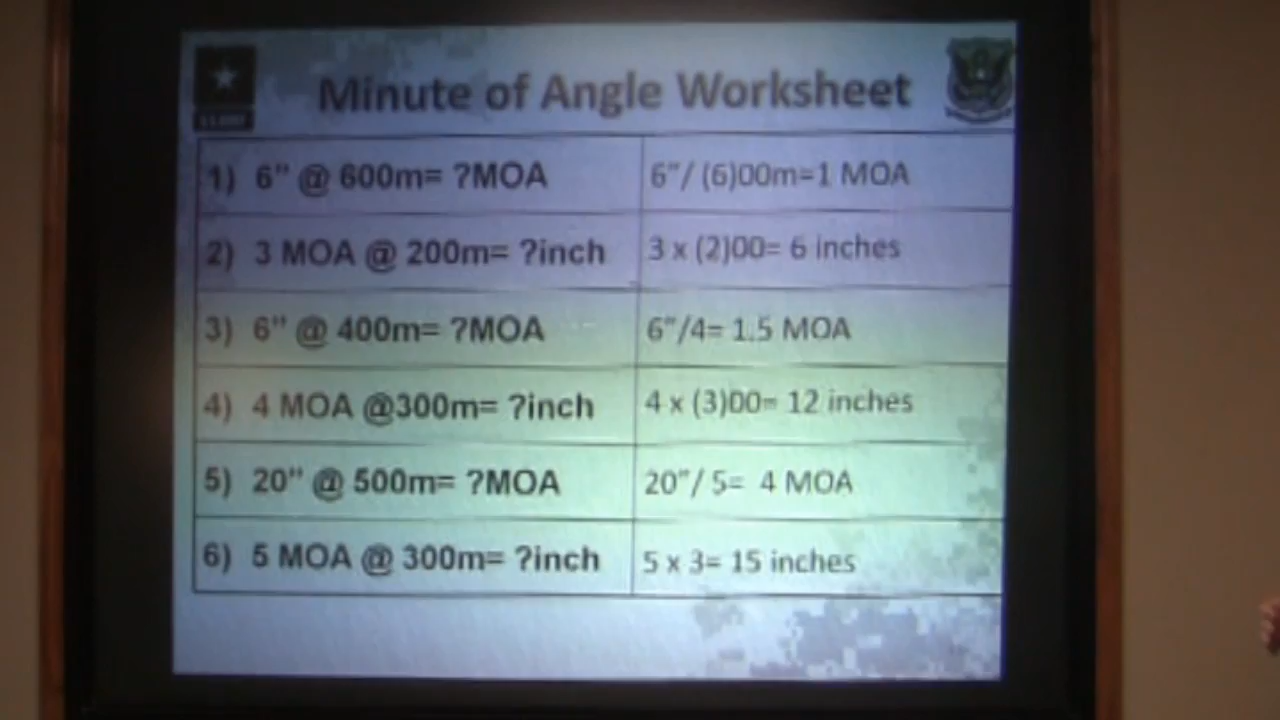 Minute of Angle Worksheet
1) 6" @ 600m= ?MOA
6"/ (6)00m=1 MOA
2) 3 MOA @ 200m= ?inch
3 x (2)00= 6 inches
3) 6" @ 400m= ?MOA
6"/4= 1.5 MOA
4) 4 MOA @300m= ?inch
4 x (3)00= 12 inches
5) 20" @ 500m= ?MOA
20"/ 5= 4 MOA
6) 5 MOA @ 300m= ?inch
5 x 3= 15 inches